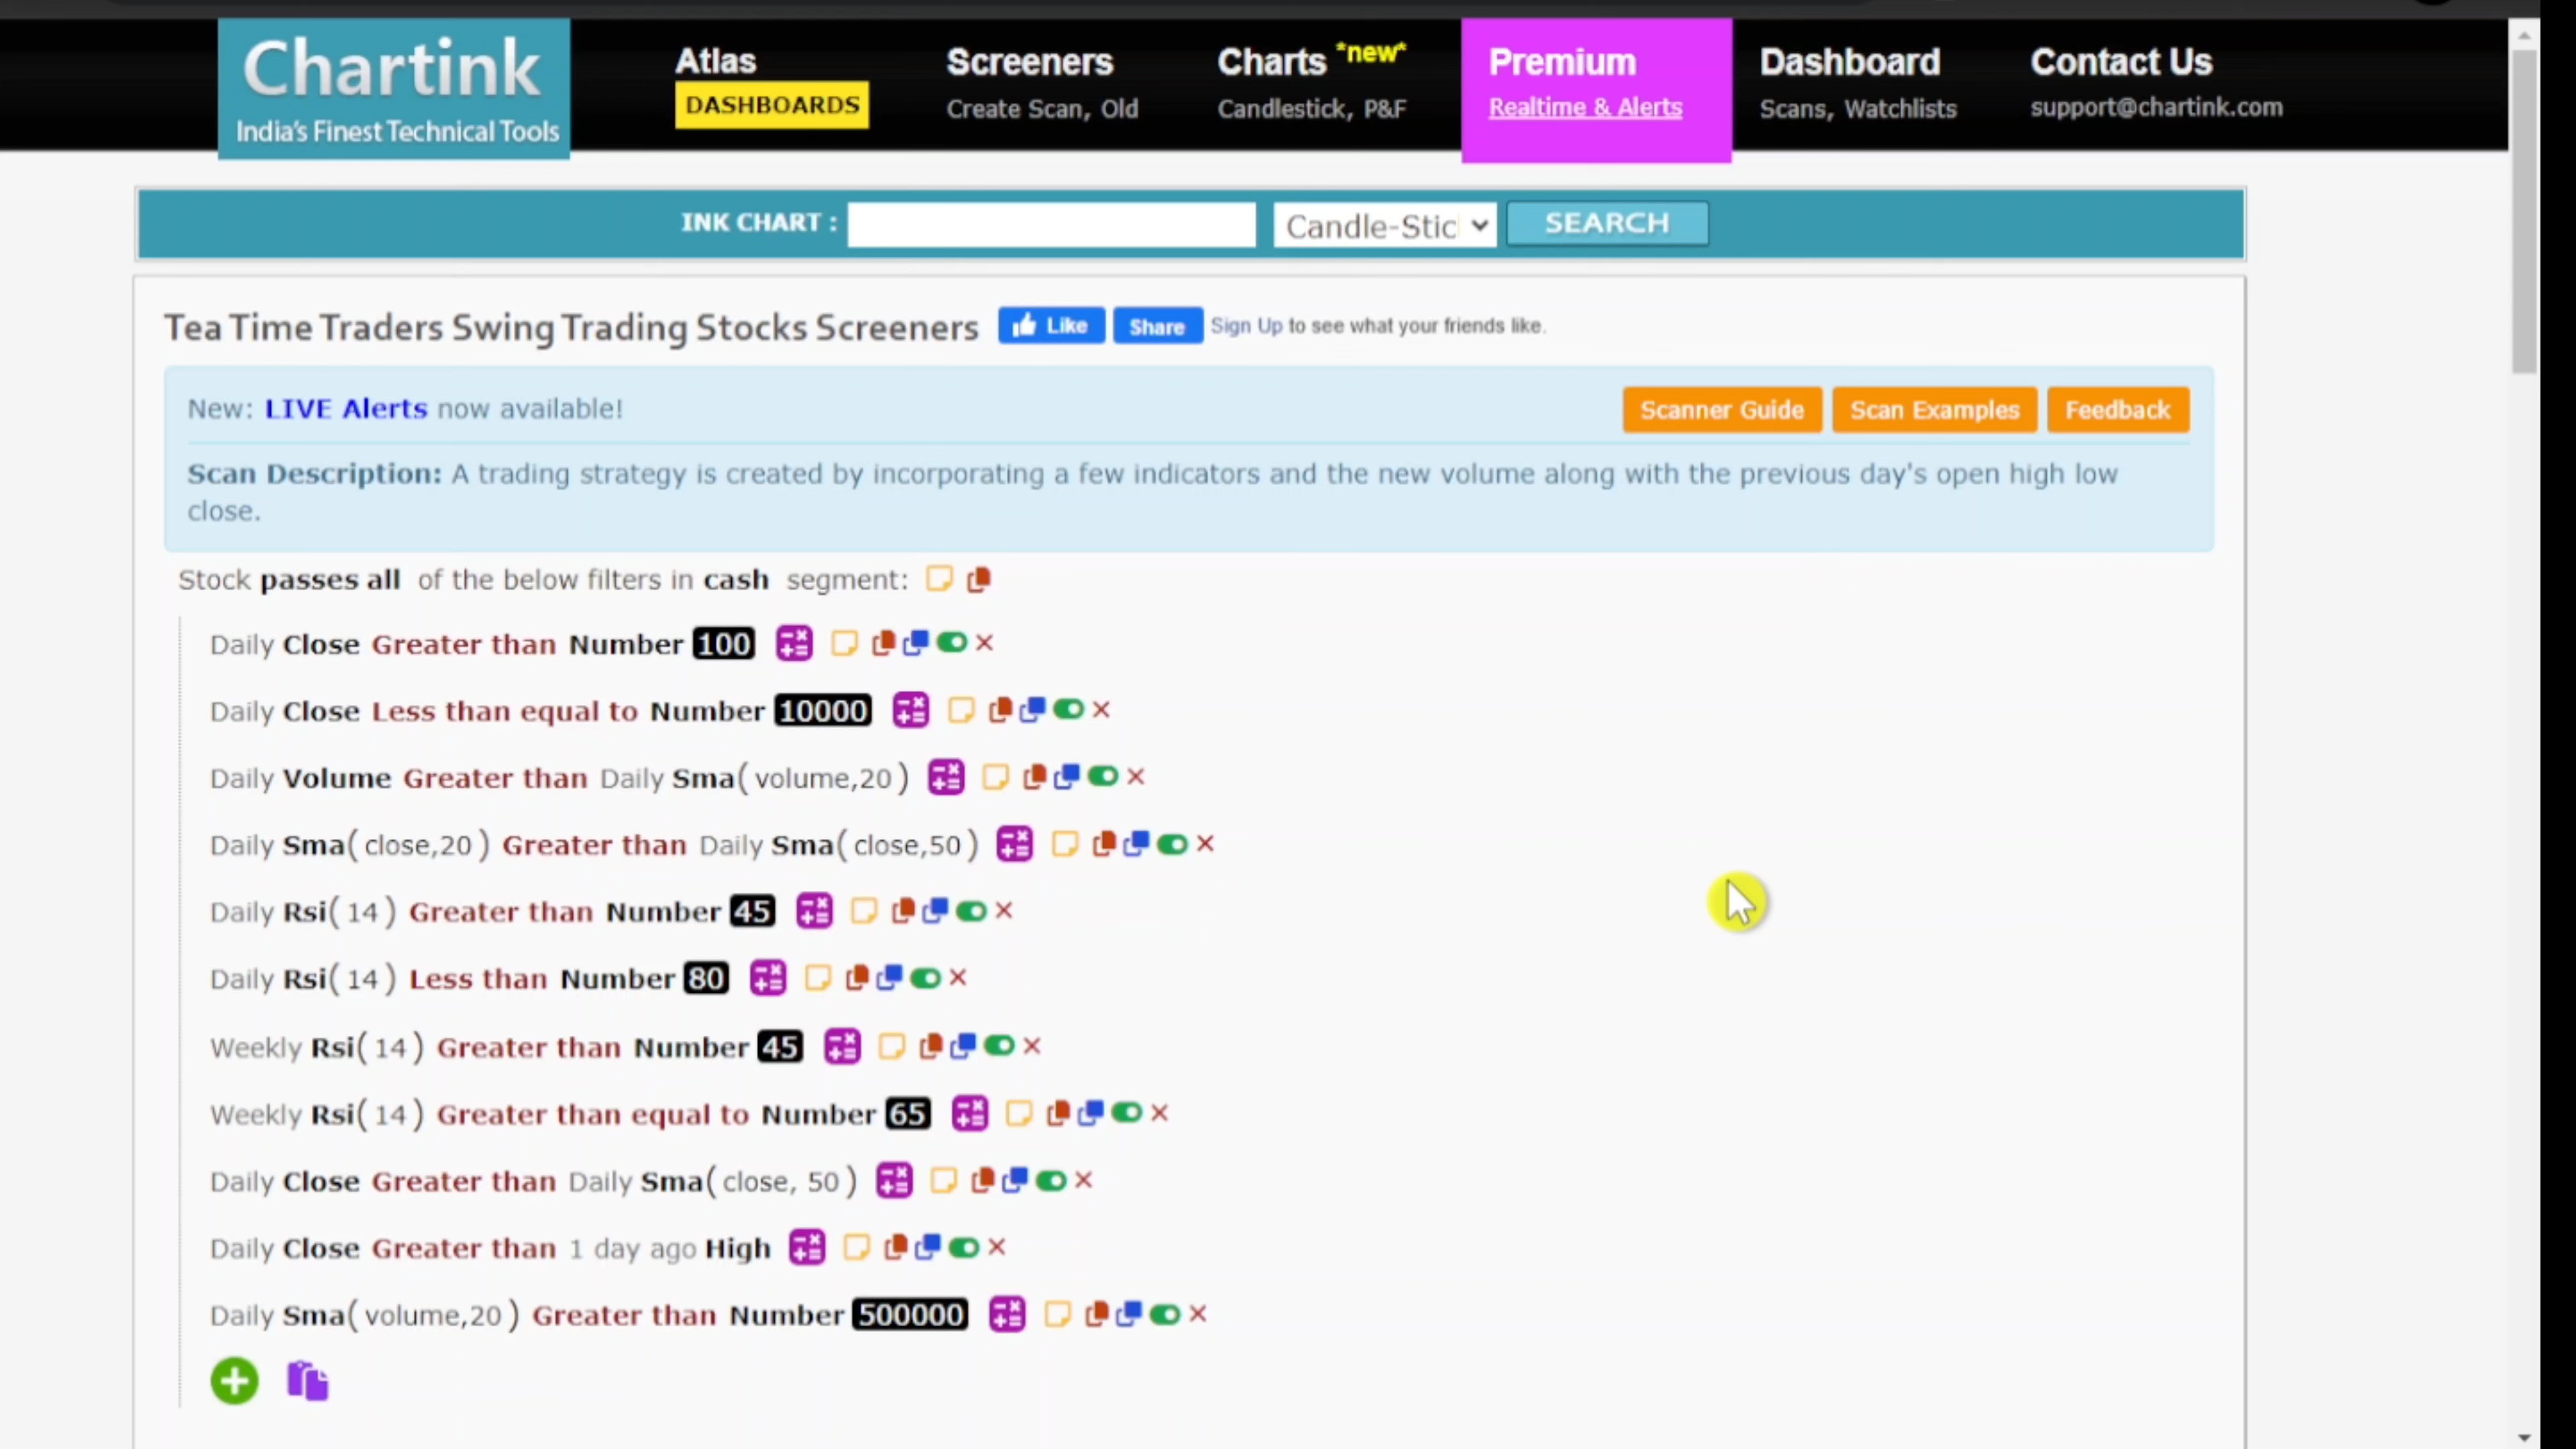 Chartink
India's Finest Technical Tools
Atlas
DASHBOARDS
Screeners
Create Scan, Old
Charts *new*
Candlestick, P&F
Premium
Realtime & Alerts
Dashboard
Scans, Watchlists
Contact Us
support@chartink.com
INK CHART : Candle-Stic SEARCH
Tea Time Traders Swing Trading Stocks Screeners Like Share Sign Up to see what your friends like.
New: LIVE Alerts now available! Scanner Guide Scan Examples Feedback
Scan Description: A trading strategy is created by incorporating a few indicators and the new volume along with the previous day's open high low
close.
Stock passes all of the below filters in cash segment:
Daily Close Greater than Number 100
Daily Close Less than equal to Number 10000
Daily Volume Greater than Daily Sma( volume,20 )
Daily Sma( close,20 ) Greater than Daily Sma( close,50 )
Daily Rsi( 14 ) Greater than Number 45
Daily Rsi( 14 ) Less than Number 80
Weekly Rsi( 14 ) Greater than Number 45
Weekly Rsi( 14 ) Greater than equal to Number 65
Daily Close Greater than Daily Sma( close, 50 )
Daily Close Greater than 1 day ago High
Daily Sma( volume,20 ) Greater than Number 500000